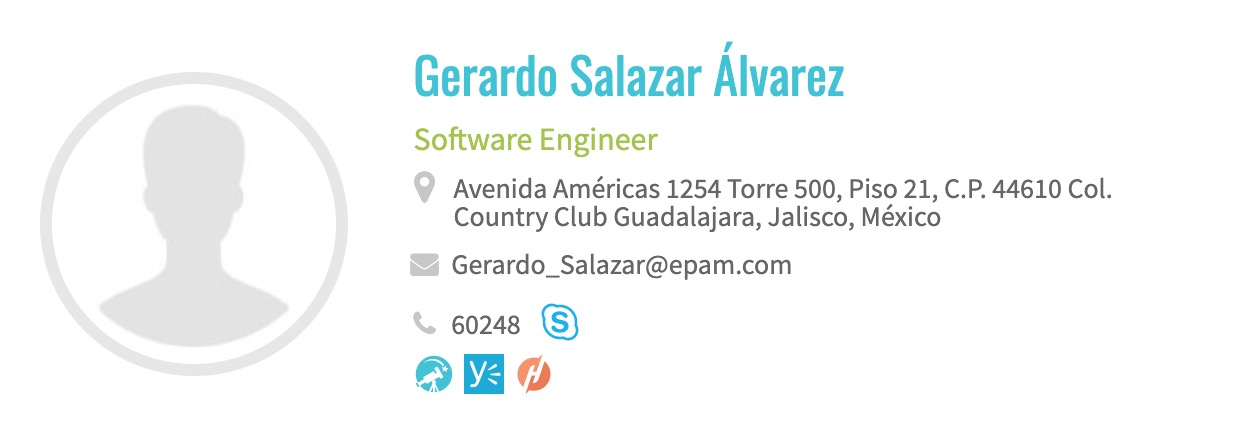 Gerardo Salazar Álvarez
Software Engineer
Avenida Américas 1254 Torre 500, Piso 21, C.P. 44610 Col.
Country Club Guadalajara, Jalisco, México
Gerardo_Salazar@epam.com
60248